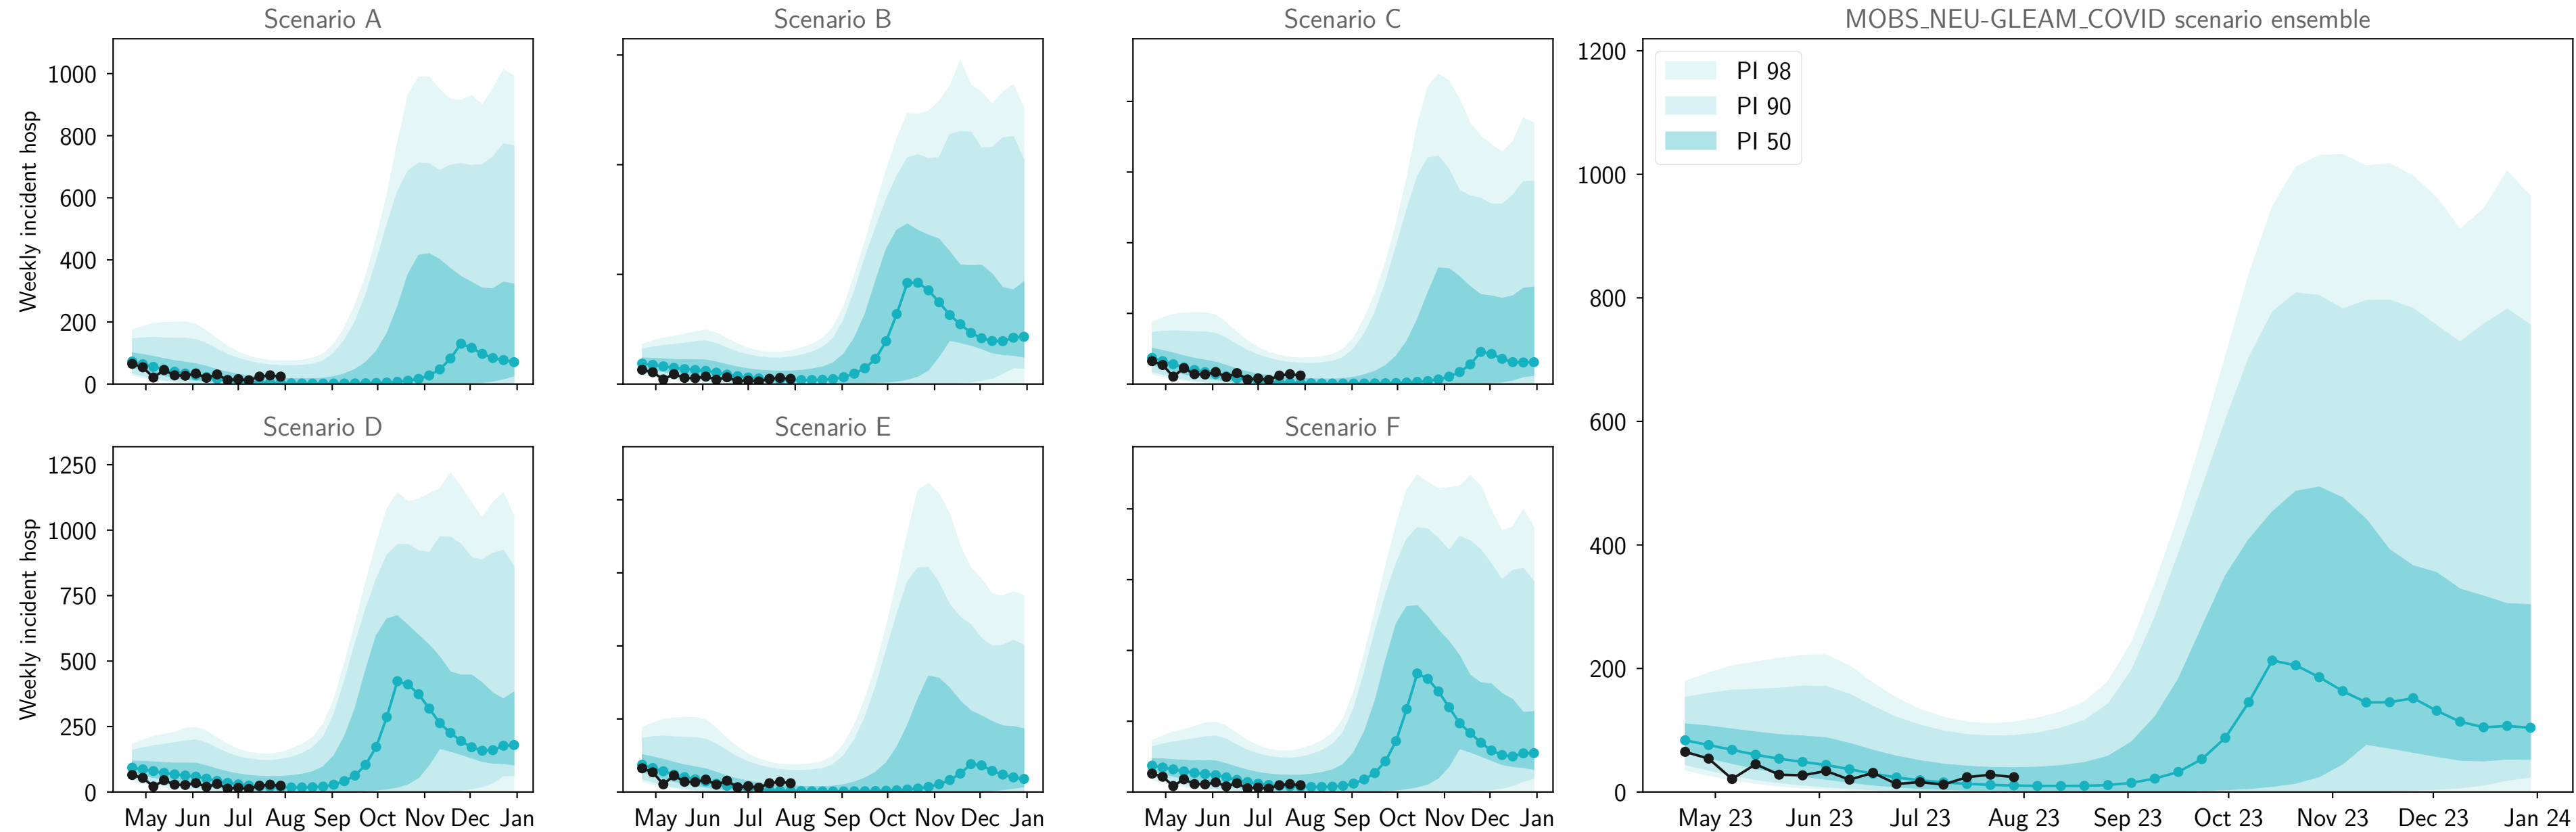 Scenario A
Scenario B
Scenario C
MOBS_NEU-GLEAM_COVID scenario ensemble
Weekly incident hosp
1000
800
600
400
200
0
1200
1000
800
600
400
200
0
PI 98
PI 90
PI 50
Scenario D
Scenario E
Scenario F
Weekly incident hosp
1250
1000
750
500
250
0
May Jun Jul Aug Sep Oct Nov Dec Jan
May Jun Jul Aug Sep Oct Nov Dec Jan
May Jun Jul Aug Sep Oct Nov Dec Jan
May 23 Jun 23 Jul 23 Aug 23 Sep 23 Oct 23 Nov 23 Dec 23 Jan 24